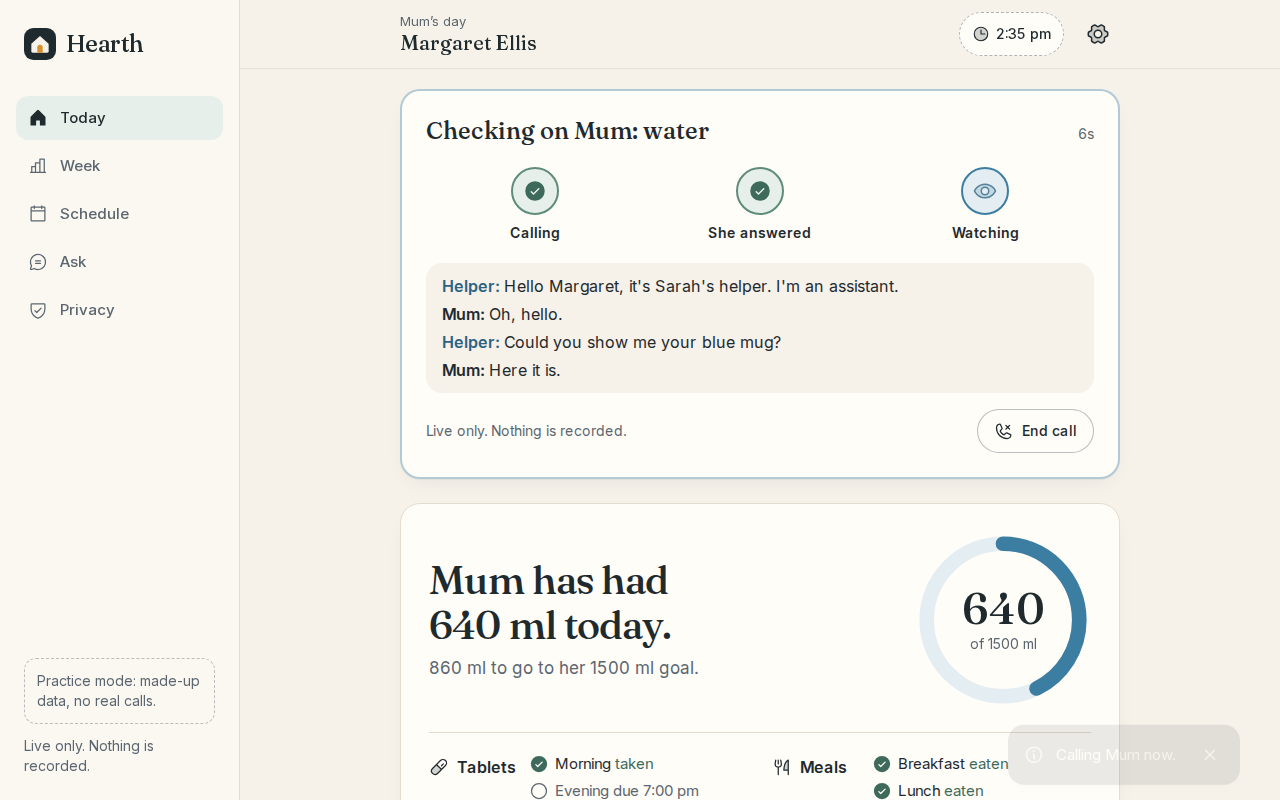 Hearth
Today
Week
Schedule
Ask
Privacy
Practice mode: made-up
data, no real calls.
Live only. Nothing is
recorded.
Mum's day
Margaret Ellis
2:35 pm
Checking on Mum: water
6s
Calling
She answered
Watching
Helper: Hello Margaret, it's Sarah's helper. I'm an assistant.
Mum: Oh, hello.
Helper: Could you show me your blue mug?
Mum: Here it is.
Live only. Nothing is recorded.
End call
Mum has had
640 ml today.
860 ml to go to her 1500 ml goal.
640
of 1500 ml
Tablets
Morning taken
Evening due 7:00 pm
Meals
Breakfast eaten
Lunch eaten
Calling Mum now.